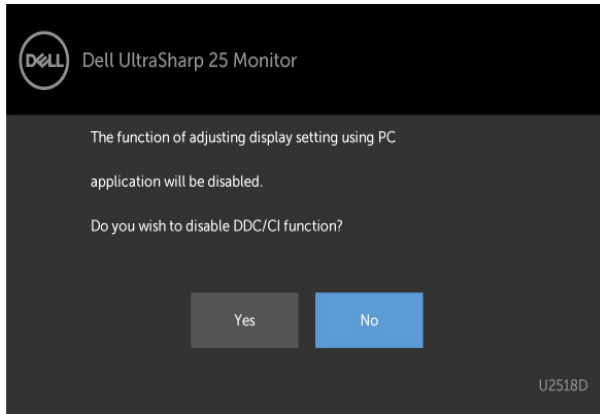 DELL
Dell UltraSharp 25 Monitor
The function of adjusting display setting using PC
application will be disabled.
Do you wish to disable DDC/CI function?
Yes
No
U2518D